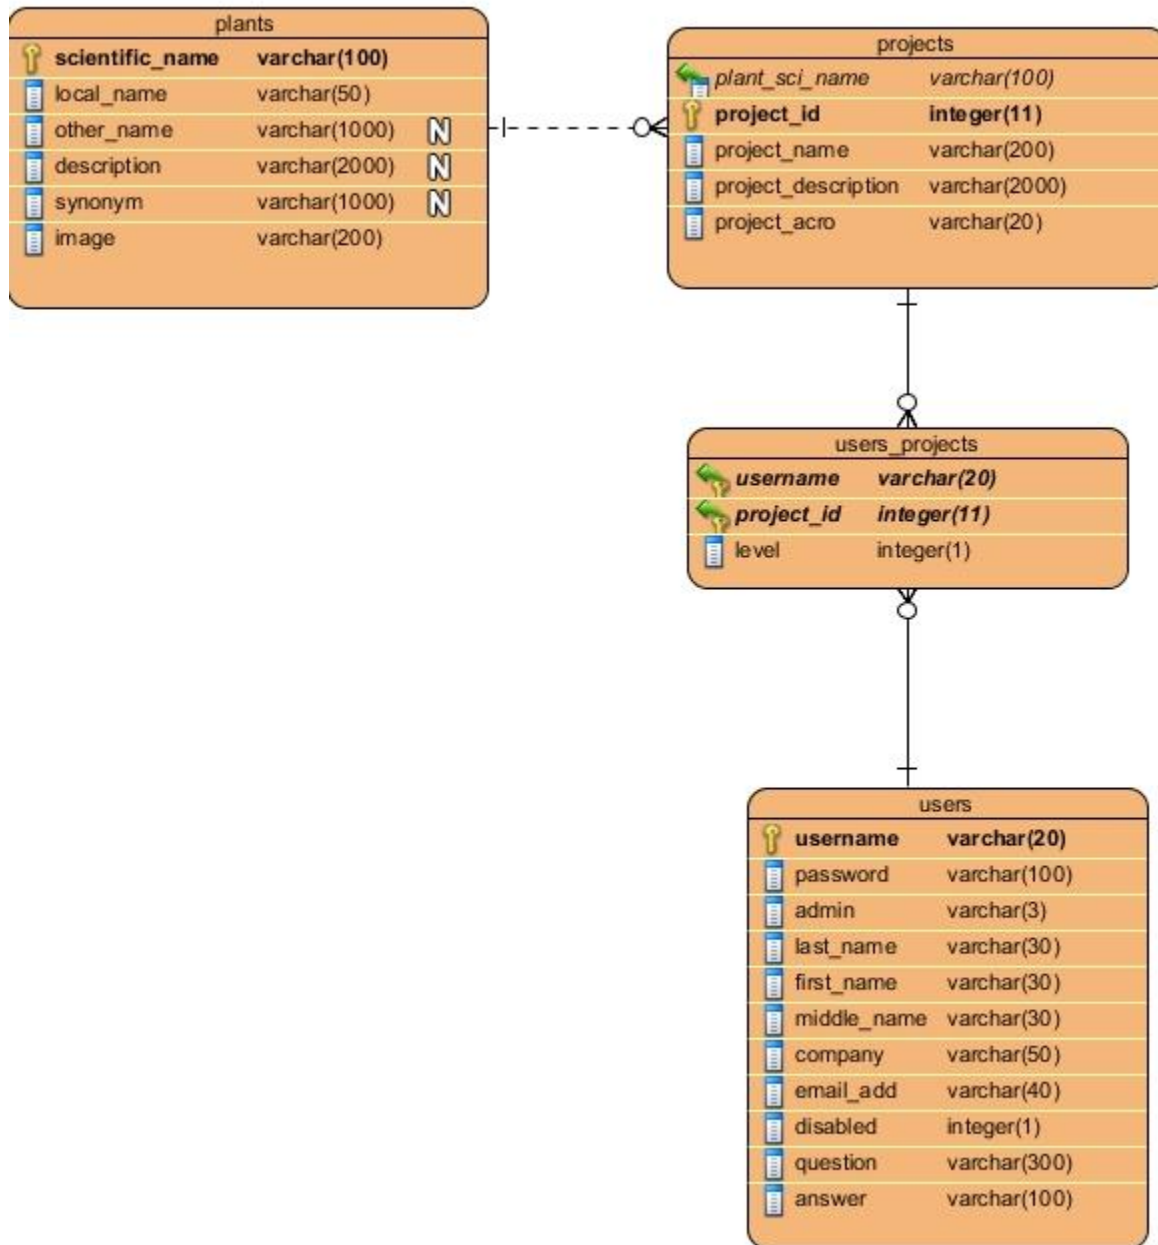 plants
scientific_name varchar(100)
local_name varchar(50)
other_name varchar(1000) N
description varchar(2000) N
synonym varchar(1000) N
image varchar(200)
projects
plant_sci_name varchar(100)
project_id integer(11)
project_name varchar(200)
project_description varchar(2000)
project_acro varchar(20)
users_projects
username varchar(20)
project_id integer(11)
level integer(1)
users
username varchar(20)
password varchar(100)
admin varchar(3)
last_name varchar(30)
first_name varchar(30)
middle_name varchar(30)
company varchar(50)
email_add varchar(40)
disabled integer(1)
question varchar(300)
answer varchar(100)